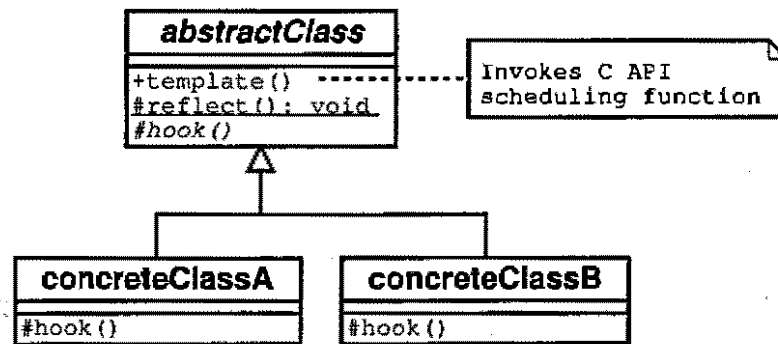 abstractClass
+template()
#reflect(): void
#hook()
Invokes C API
scheduling function
concreteClassA
#hook()
concreteClassB
#hook()